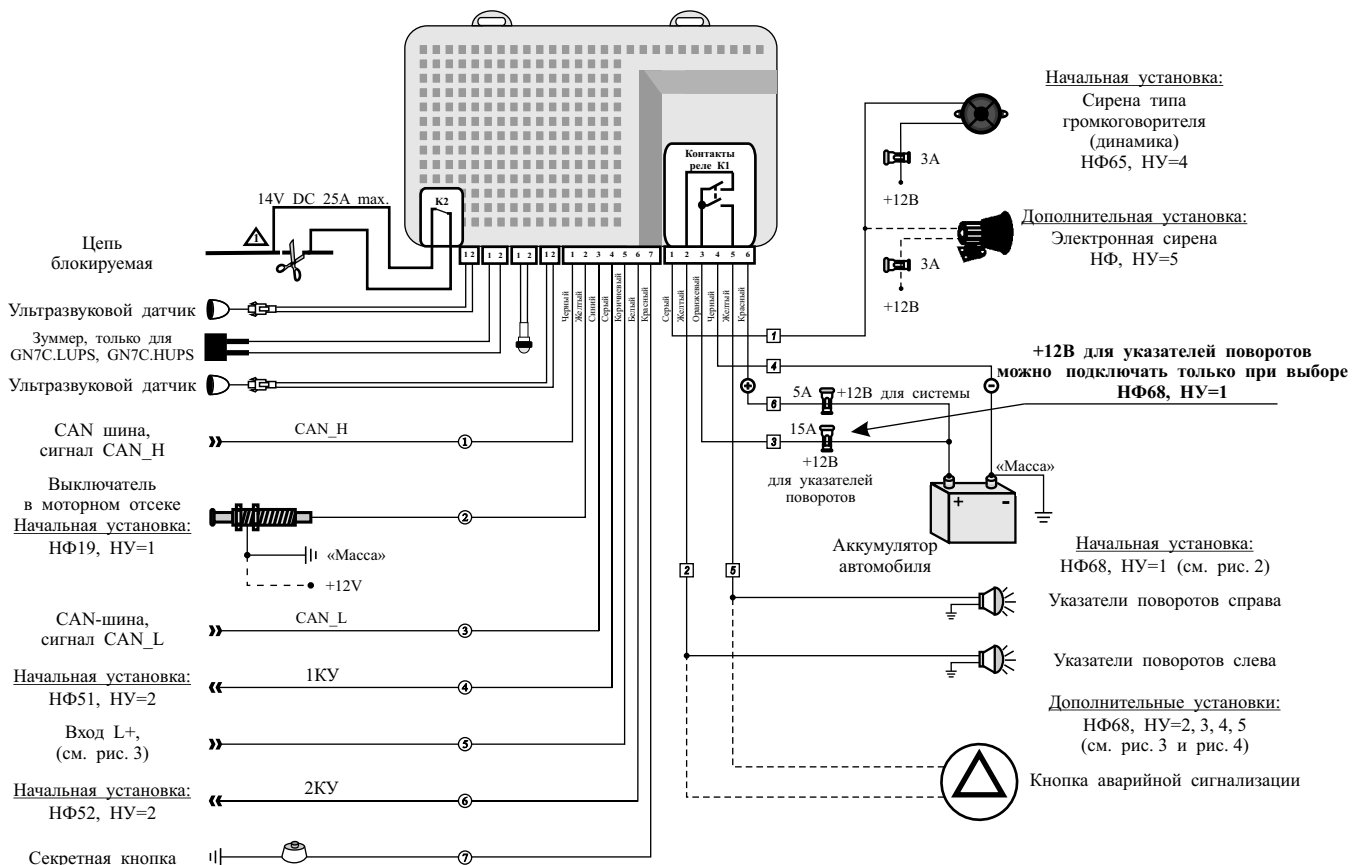 Контакты
реле К1
К2
14V DC 25A max.
1
Цепь
блокируемая
1 2
1 2
1 2
1 2
1 2 3 4 5 6 7
1 2 3 4 5 6
Черный
Желтый
Синий
Серый
Коричневый
Белый
Красный
Серый
Желтый
Оранжевый
Черный
Желтый
Красный
Ультразвуковой датчик
Зуммер, только для
GN7C.LUPS, GN7C.HUPS
Ультразвуковой датчик
CAN шина,
сигнал CAN_H
CAN_H
1
Выключатель
в моторном отсеке
Начальная установка:
НФ19, НУ=1
2
«Масса»
+12V
CAN-шина,
сигнал CAN_L
CAN_L
3
Начальная установка:
НФ51, НУ=2
1КУ
4
Вход L+,
(см. рис. 3)
5
Начальная установка:
НФ52, НУ=2
2КУ
6
Секретная кнопка
7
Начальная установка:
Сирена типа
громкоговорителя
(динамика)
НФ65, НУ=4
3А
+12В
Дополнительная установка:
Электронная сирена
НФ, НУ=5
3А
+12В
1
4
+12В для указателей поворотов
можно подключать только при выборе
НФ68, НУ=1
+
-
6
5А
+12В для системы
3
15А
+12В
для указателей
поворотов
«Масса»
+ -
Аккумулятор
автомобиля
2
5
Начальная установка:
НФ68, НУ=1 (см. рис. 2)
Указатели поворотов справа
Указатели поворотов слева
Дополнительные установки:
НФ68, НУ=2, 3, 4, 5
(см. рис. 3 и рис. 4)
Кнопка аварийной сигнализации